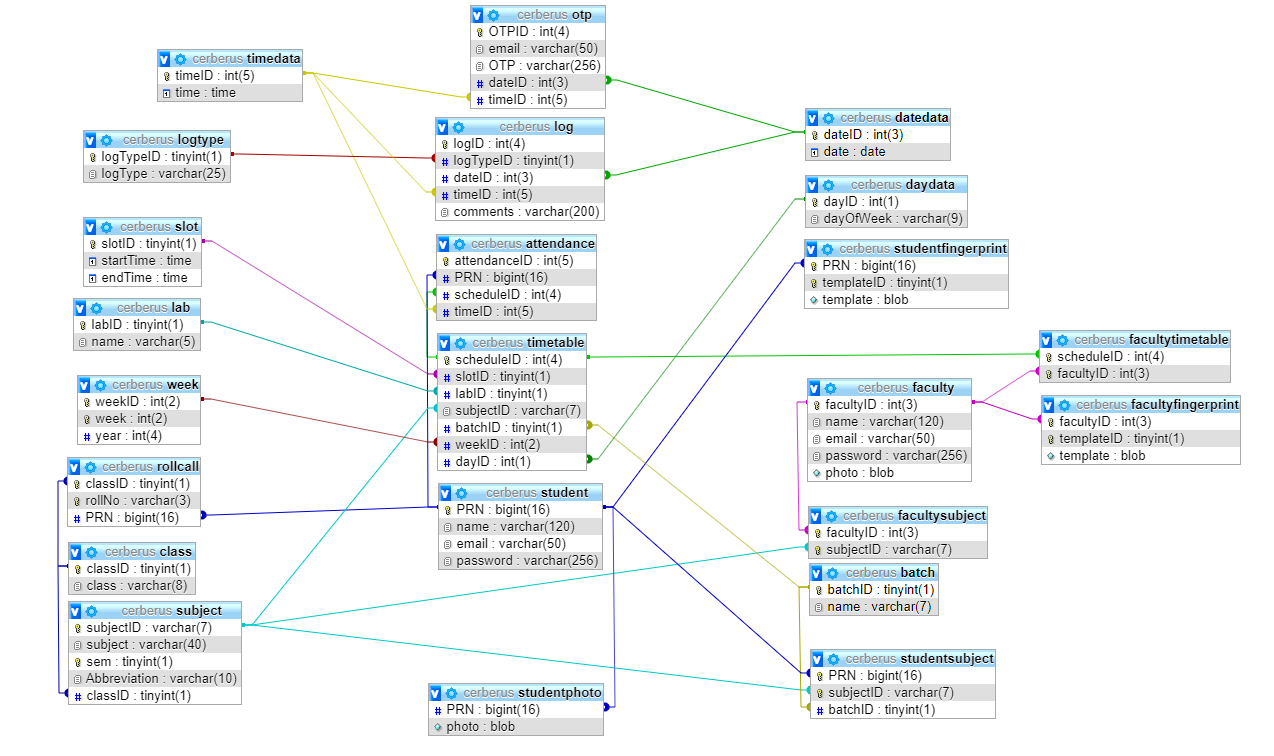 cerberus otp
OTPID : int(4)
email : varchar(50)
OTP : varchar(256)
dateID : int(3)
timeID : int(5)
cerberus timedata
timeID : int(5)
time : time
cerberus logtype
logTypeID : tinyint(1)
logType : varchar(25)
cerberus log
logID : int(4)
logTypeID : tinyint(1)
dateID : int(3)
timeID : int(5)
comments : varchar(200)
cerberus datedata
dateID : int(3)
date : date
cerberus daydata
dayID : int(1)
dayOfWeek : varchar(9)
cerberus slot
slotID : tinyint(1)
startTime : time
endTime : time
cerberus attendance
attendanceID : int(5)
PRN : bigint(16)
scheduleID : int(4)
timeID : int(5)
cerberus studentfingerprint
PRN : bigint(16)
templateID : tinyint(1)
template : blob
cerberus lab
labID : tinyint(1)
name : varchar(5)
cerberus timetable
scheduleID : int(4)
slotID : tinyint(1)
labID : tinyint(1)
subjectID : varchar(7)
batchID : tinyint(1)
weekID : int(2)
dayID : int(1)
cerberus facultytimetable
scheduleID : int(4)
facultyID : int(3)
cerberus week
weekID : int(2)
week : int(2)
year : int(4)
cerberus faculty
facultyID : int(3)
name : varchar(120)
email : varchar(50)
password : varchar(256)
photo : blob
cerberus facultyfingerprint
facultyID : int(3)
templateID : tinyint(1)
template : blob
cerberus rollcall
classID : tinyint(1)
rollNo : varchar(3)
PRN : bigint(16)
cerberus student
PRN : bigint(16)
name : varchar(120)
email : varchar(50)
password : varchar(256)
cerberus facultysubject
facultyID : int(3)
subjectID : varchar(7)
cerberus class
classID : tinyint(1)
class : varchar(8)
cerberus batch
batchID : tinyint(1)
name : varchar(7)
cerberus subject
subjectID : varchar(7)
subject : varchar(40)
sem : tinyint(1)
Abbreviation : varchar(10)
classID : tinyint(1)
cerberus studentphoto
PRN : bigint(16)
photo : blob
cerberus studentsubject
PRN : bigint(16)
subjectID : varchar(7)
batchID : tinyint(1)